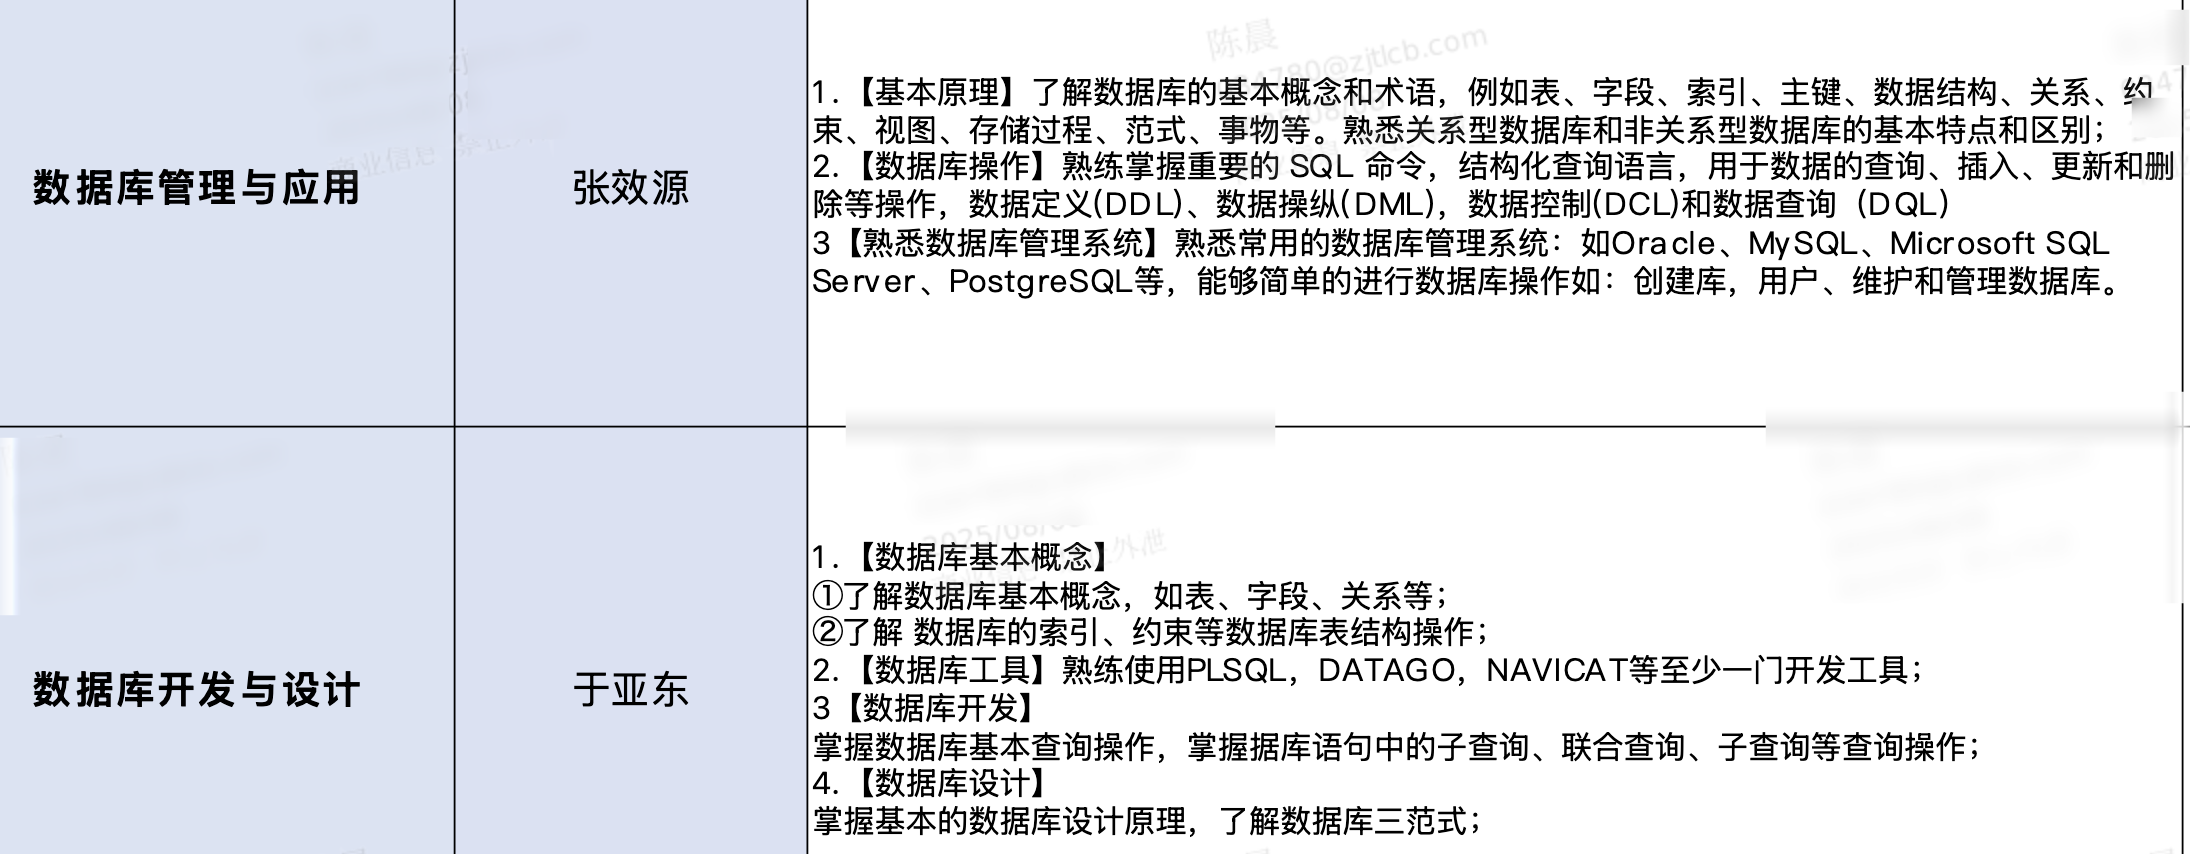 陈晨
4780@zjtlcb.com
数据库管理与应用
张效源
1.【基本原理】了解数据库的基本概念和术语，例如表、字段、索引、主键、数据结构、关系、约
束、视图、存储过程、范式、事物等。熟悉关系型数据库和非关系型数据库的基本特点和区别；
2.【数据库操作】熟练掌握重要的 SQL 命令，结构化查询语言，用于数据的查询、插入、更新和删
除等操作，数据定义(DDL)、数据操纵(DML)，数据控制(DCL)和数据查询（DQL）
3【熟悉数据库管理系统】熟悉常用的数据库管理系统：如Oracle、MySQL、Microsoft SQL
Server、PostgreSQL等，能够简单的进行数据库操作如：创建库，用户、维护和管理数据库。
数据库开发与设计
于亚东
1.【数据库基本概念】
①了解数据库基本概念，如表、字段、关系等；
②了解 数据库的索引、约束等数据库表结构操作；
2.【数据库工具】熟练使用PLSQL，DATAGO，NAVICAT等至少一门开发工具；
3【数据库开发】
掌握数据库基本查询操作，掌握据库语句中的子查询、联合查询、子查询等查询操作；
4.【数据库设计】
掌握基本的数据库设计原理，了解数据库三范式；